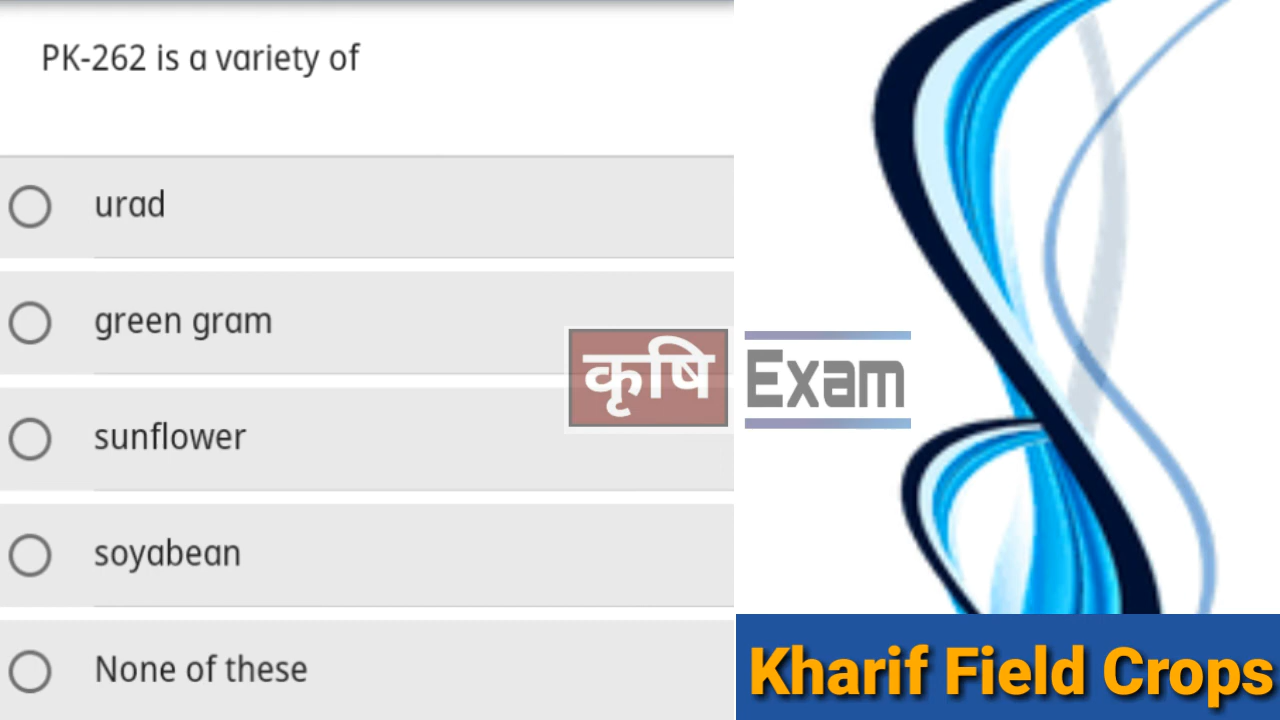 PK-262 is a variety of
urad
green gram
sunflower
soyabean
None of these
कृषि Exam
Kharif Field Crops